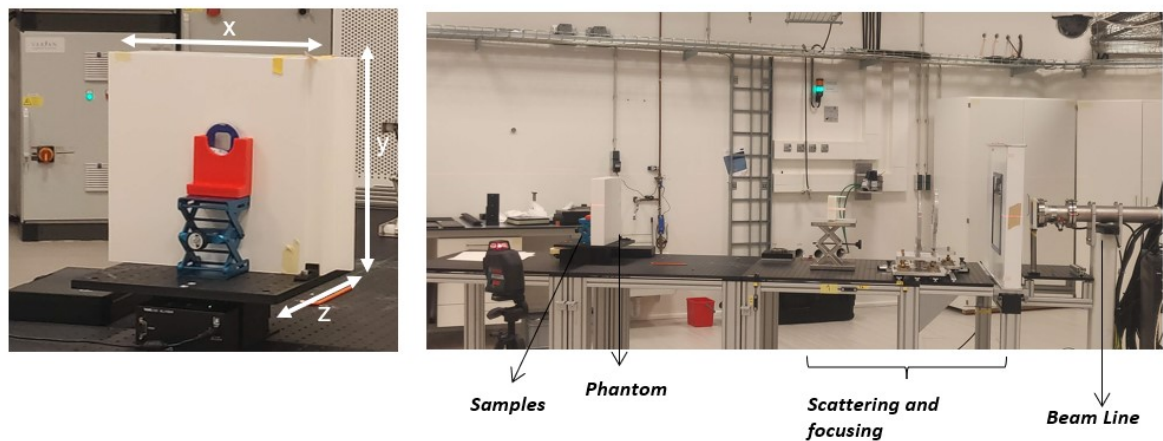 X
y
Z
Samples
Phantom
Scattering and
focusing
Beam Line